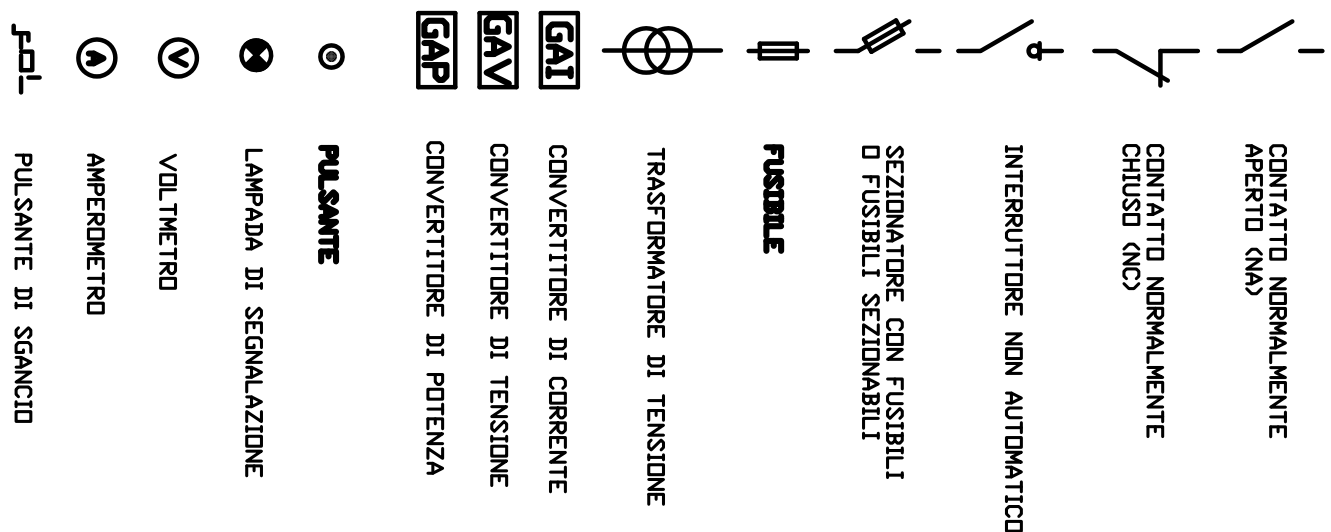 CONTATTO NORMALMENTE
APERTO (NA)
CONTATTO NORMALMENTE
CHIUSO (NC)
INTERRUTTORE NON AUTOMATICO
SEZIONATORE CON FUSIBILI
O FUSIBILI SEZIONABILI
FUSIBILE
TRASFORMATORE DI TENSIONE
GAI CONVERTITORE DI CORRENTE
GAV CONVERTITORE DI TENSIONE
GAP CONVERTITORE DI POTENZA
PULSANTE
LAMPADA DI SEGNALAZIONE
V VOLTMETRO
A AMPEROMETRO
PULSANTE DI SGANCIO